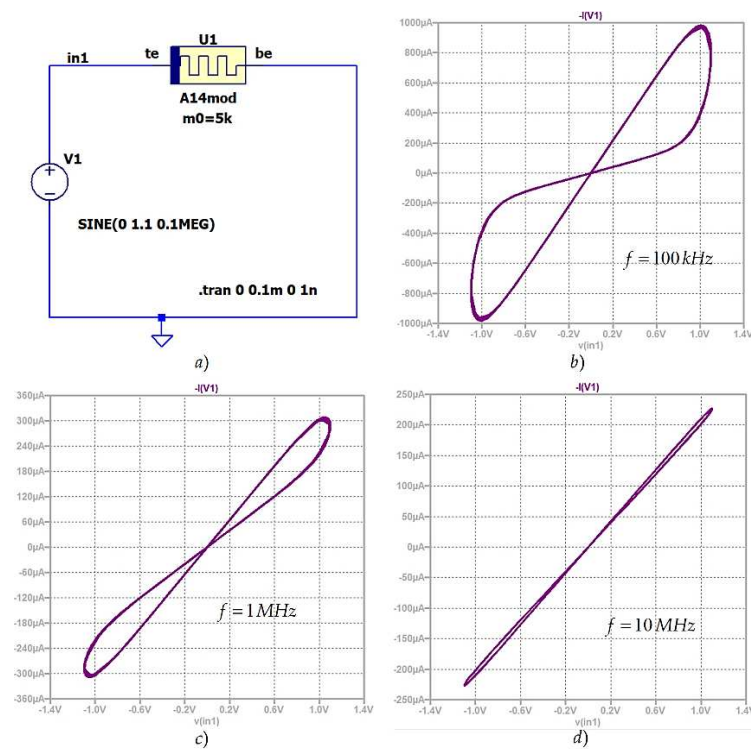 U1
in1
te
be
A14mod
m0=5k
V1
SINE(0 1.1 0.1MEG)
.tran 0 0.1m 0 1n
a)
-I(V1)
1000µA
800µA
600µA
400µA
200µA
0µA
-200µA
-400µA
-600µA
-800µA
-1000µA
-1.4V -1.0V -0.6V -0.2V 0.2V 0.6V 1.0V 1.4V
v(in1)
f = 100 kHz
b)
-I(V1)
360µA
300µA
240µA
180µA
120µA
60µA
0µA
-60µA
-120µA
-180µA
-240µA
-300µA
-360µA
-1.4V -1.0V -0.6V -0.2V 0.2V 0.6V 1.0V 1.4V
v(in1)
f = 1 MHz
c)
-I(V1)
250µA
200µA
150µA
100µA
50µA
0µA
-50µA
-100µA
-150µA
-200µA
-250µA
-1.4V -1.0V -0.6V -0.2V 0.2V 0.6V 1.0V 1.4V
v(in1)
f = 10 MHz
d)